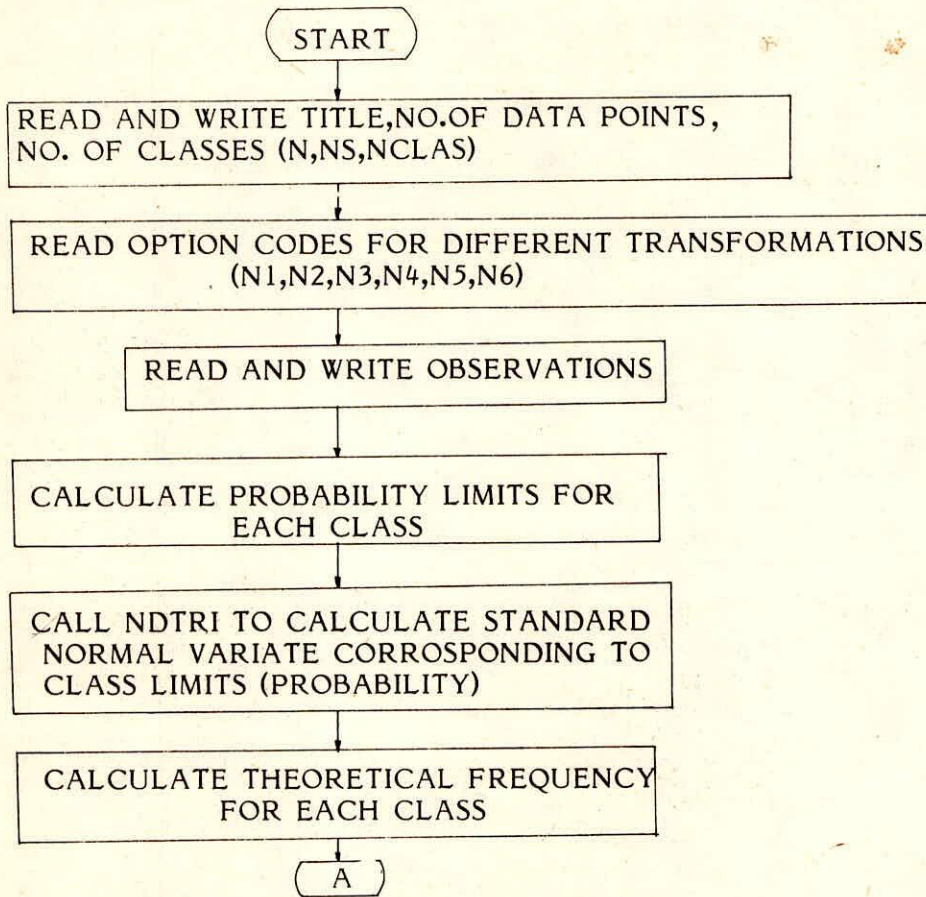 START
READ AND WRITE TITLE,NO.OF DATA POINTS,
NO. OF CLASSES (N,NS,NCLAS)
READ OPTION CODES FOR DIFFERENT TRANSFORMATIONS
(N1,N2,N3,N4,N5,N6)
READ AND WRITE OBSERVATIONS
CALCULATE PROBABILITY LIMITS FOR
EACH CLASS
CALL NDTRI TO CALCULATE STANDARD
NORMAL VARIATE CORROSPONDING TO
CLASS LIMITS (PROBABILITY)
CALCULATE THEORETICAL FREQUENCY
FOR EACH CLASS
A